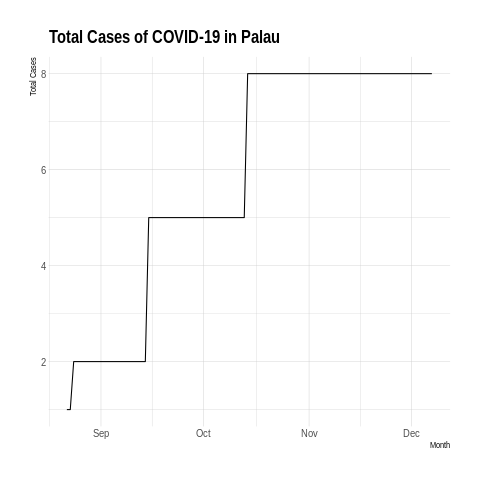 Total Cases of COVID-19 in Palau
Total Cases
8
6
4
2
Sep Oct Nov Dec
Month